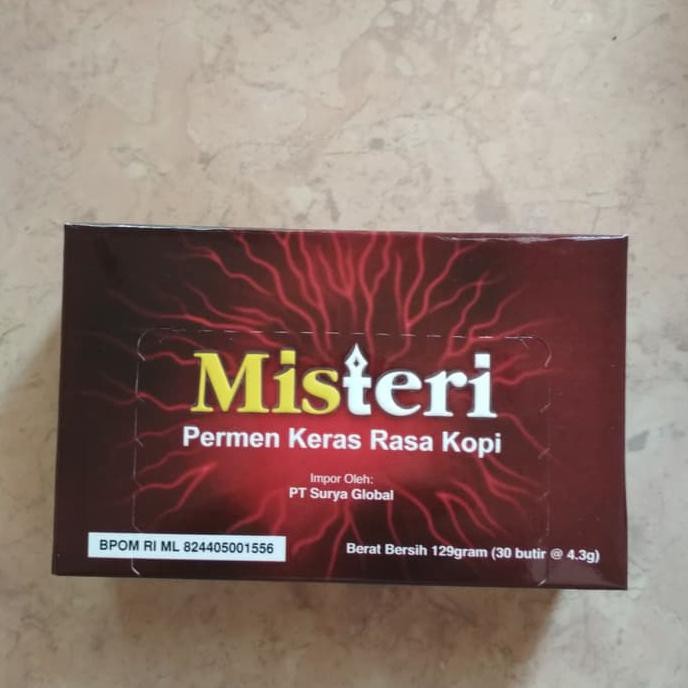 Misteri
Permen Keras Rasa Kopi
Impor Oleh:
PT Surya Global
BPOM RI ML 824405001556
Berat Bersih 129gram (30 butir @ 4.3g)